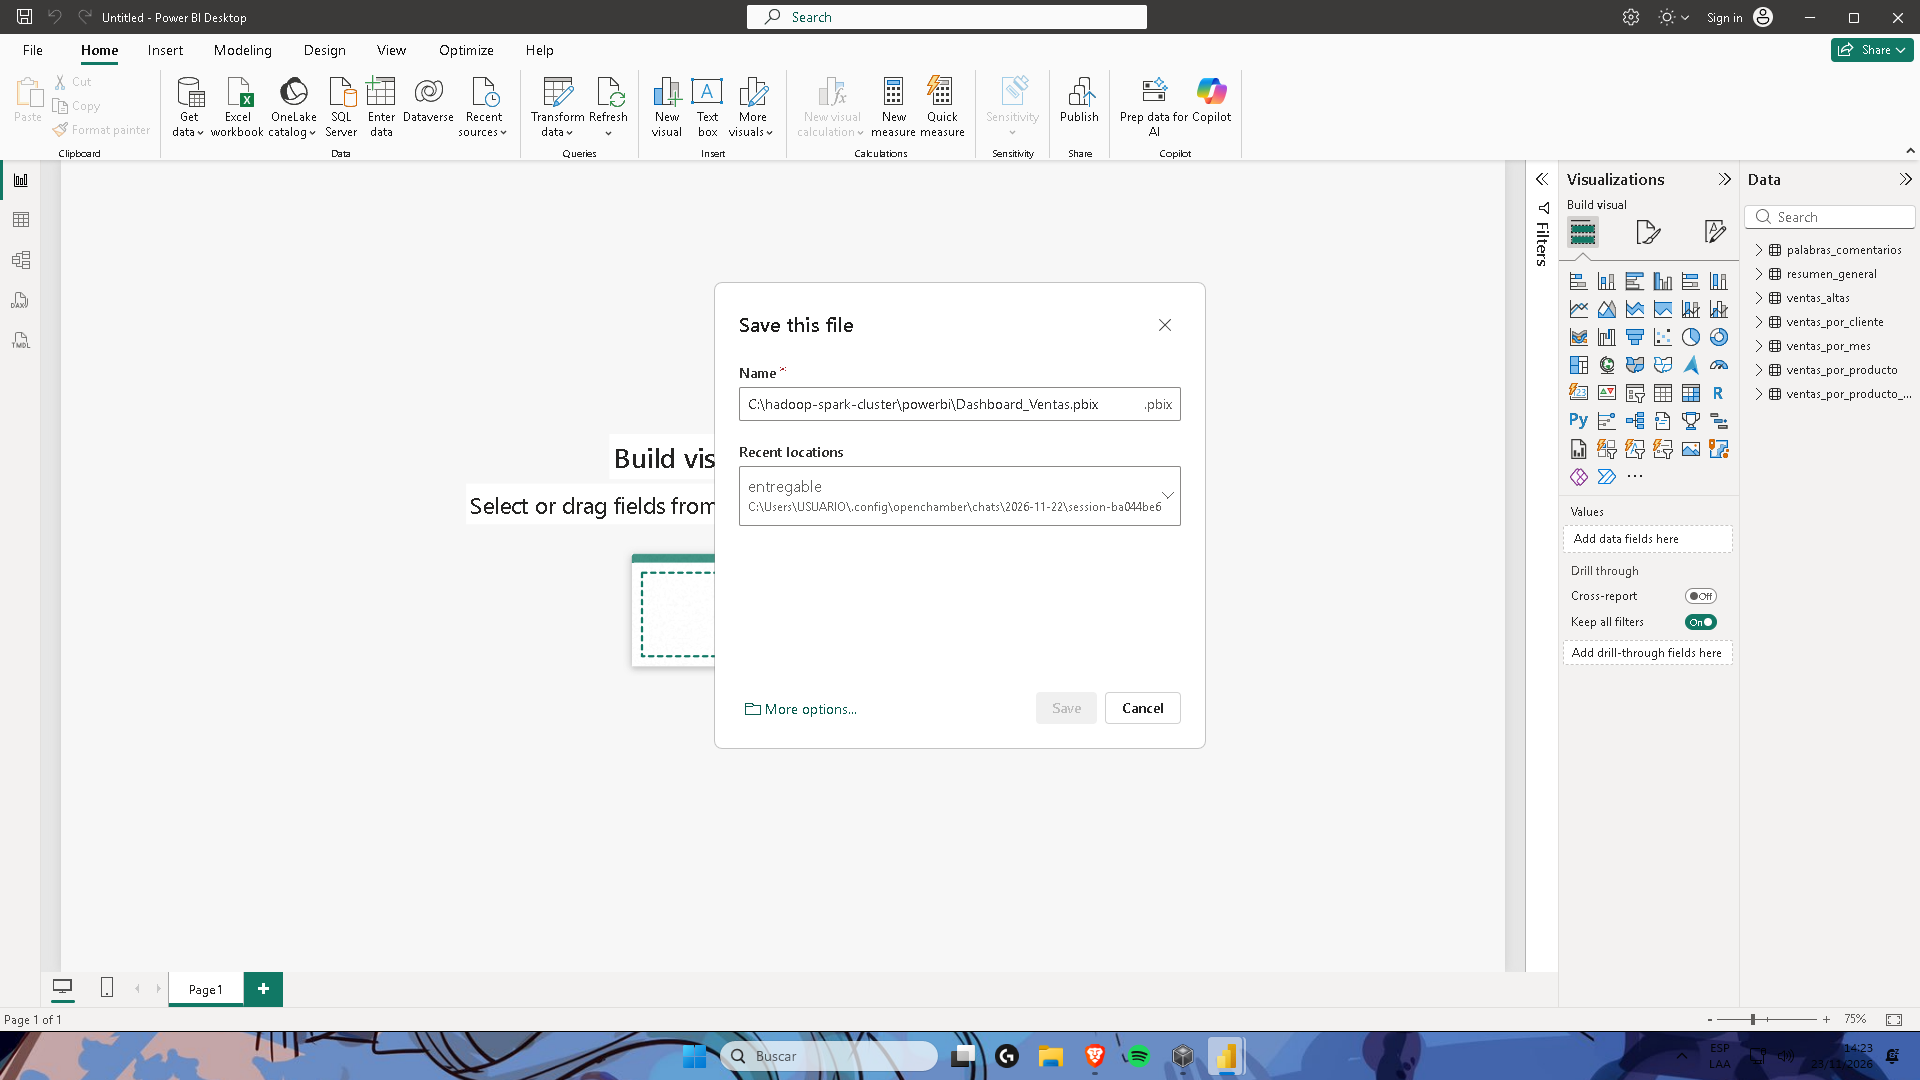 Untitled - Power BI Desktop
Search
Sign in
File
Home
Insert
Modeling
Design
View
Optimize
Help
Share
Paste
Cut
Copy
Format painter
Clipboard
Get data
Excel workbook
OneLake catalog
SQL Server
Enter data
Dataverse
Recent sources
Data
Transform data
Refresh
Queries
New visual
Text box
More visuals
Insert
New visual calculation
New measure
Quick measure
Calculations
Sensitivity
Sensitivity
Publish
Share
Prep data for AI
Copilot
Copilot
DAX
TMDL
Build vis
Select or drag fields from
Save this file
Name *
C:\hadoop-spark-cluster\powerbi\Dashboard_Ventas.pbix
.pbix
Recent locations
entregable
C:\Users\USUARIO\.config\openchamber\chats\2026-11-22\session-ba044be6
More options...
Save
Cancel
Filters
Visualizations
Build visual
R
Py
Values
Add data fields here
Drill through
Cross-report
Off
Keep all filters
On
Add drill-through fields here
Data
Search
palabras_comentarios
resumen_general
ventas_altas
ventas_por_cliente
ventas_por_mes
ventas_por_producto
ventas_por_producto_...
Page1
Page 1 of 1
75%
Buscar
ESP
LAA
14:23
23/11/2026